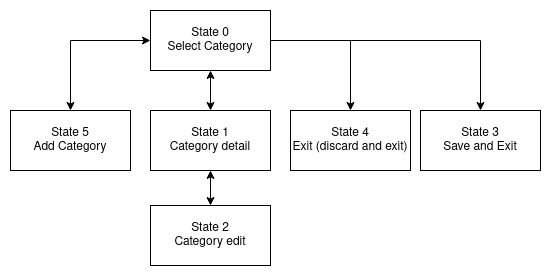 State 0
Select Category
State 5
Add Category
State 1
Category detail
State 4
Exit (discard and exit)
State 3
Save and Exit
State 2
Category edit